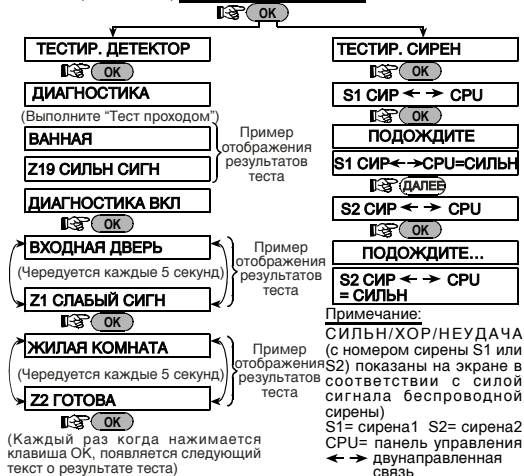 OK
ТЕСТИР. ДЕТЕКТОР
OK
ДИАГНОСТИКА
(Выполните “Тест проходом”)
ВАННАЯ
Z19 СИЛЬН СИГН
Пример
отображения
результатов
теста
ДИАГНОСТИКА ВКЛ
OK
ВХОДНАЯ ДВЕРЬ
(Чередуется каждые 5 секунд)
Z1 СЛАБЫЙ СИГН
Пример
отображения
результатов
теста
OK
ЖИЛАЯ КОМНАТА
(Чередуется каждые 5 секунд)
Z2 ГОТОВА
Пример
отображения
результатов
теста
OK
(Каждый раз когда нажимается
клавиша OK, появляется следующий
текст о результате теста)
ТЕСТИР. СИРЕН
OK
S1 СИР ← → CPU
OK
ПОДОЖДИТЕ
S1 СИР←→CPU=СИЛЬН
ДАЛЕЕ
S2 СИР ← → CPU
OK
ПОДОЖДИТЕ...
S2 СИР ← → CPU
= СИЛЬН
Примечание:
СИЛЬН/ХОР/НЕУДАЧА
(с номером сирены S1 или
S2) показаны на экране в
соответствии с силой
сигнала беспроводной
сирены)
S1= сирена1 S2= сирена2
CPU= панель управления
← → двунаправленная
связь